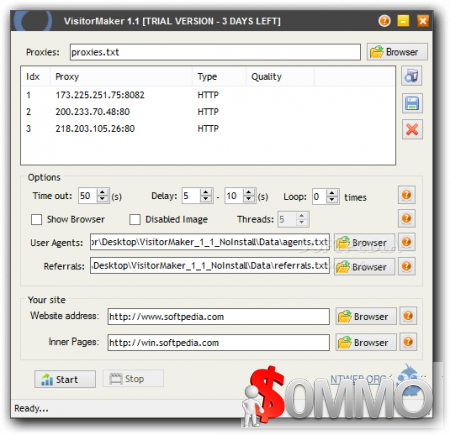 VisitorMaker 1.1 [TRIAL VERSION - 3 DAYS LEFT]
Proxies: proxies.txt Browser
Idx Proxy Type Quality
1 173.225.251.75:8082 HTTP
2 200.233.70.48:80 HTTP
3 218.203.105.26:80 HTTP
Options
Time out: 50 (s) Delay: 5 - 10 (s) Loop: 0 times
Show Browser Disabled Image Threads: 5
User Agents: or\Desktop\VisitorMaker_1_1_NoInstall\Data\agents.txt Browser
Referrals: \Desktop\VisitorMaker_1_1_NoInstall\Data\referrals.txt Browser
Your site
Website address: http://www.softpedia.com Browser
Inner Pages: http://win.softpedia.com Browser
Start Stop
NTWEB.ORG
$OMMO
Ready...